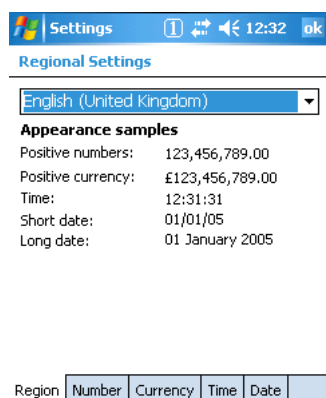 Settings 1 12:32 ok
Regional Settings
English (United Kingdom)
Appearance samples
Positive numbers: 123,456,789.00
Positive currency: £123,456,789.00
Time: 12:31:31
Short date: 01/01/05
Long date: 01 January 2005
Region Number Currency Time Date